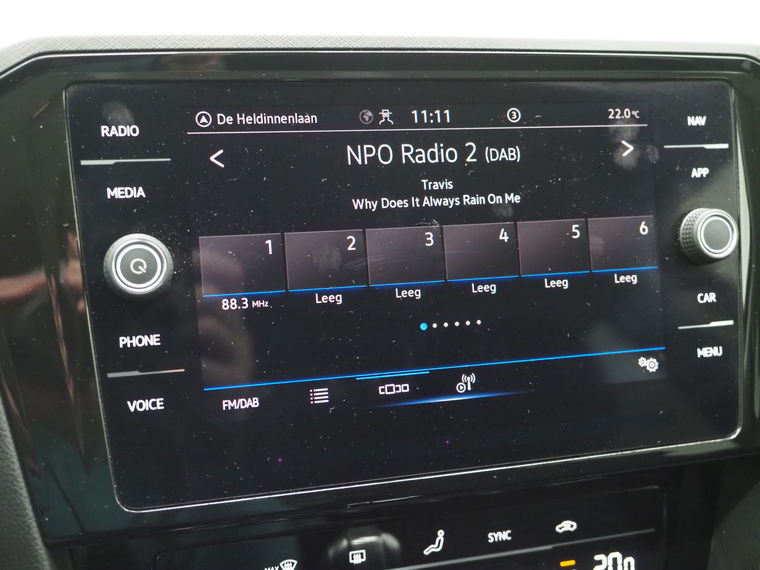 RADIO
MEDIA
PHONE
VOICE
De Heldinnenlaan
11:11
3
22.0°C
< NPO Radio 2 (DAB) >
Travis
Why Does It Always Rain On Me
1 2 3 4 5 6
88.3 MHz Leeg Leeg Leeg Leeg Leeg
FM/DAB
NAV
APP
CAR
MENU
MAX
SYNC